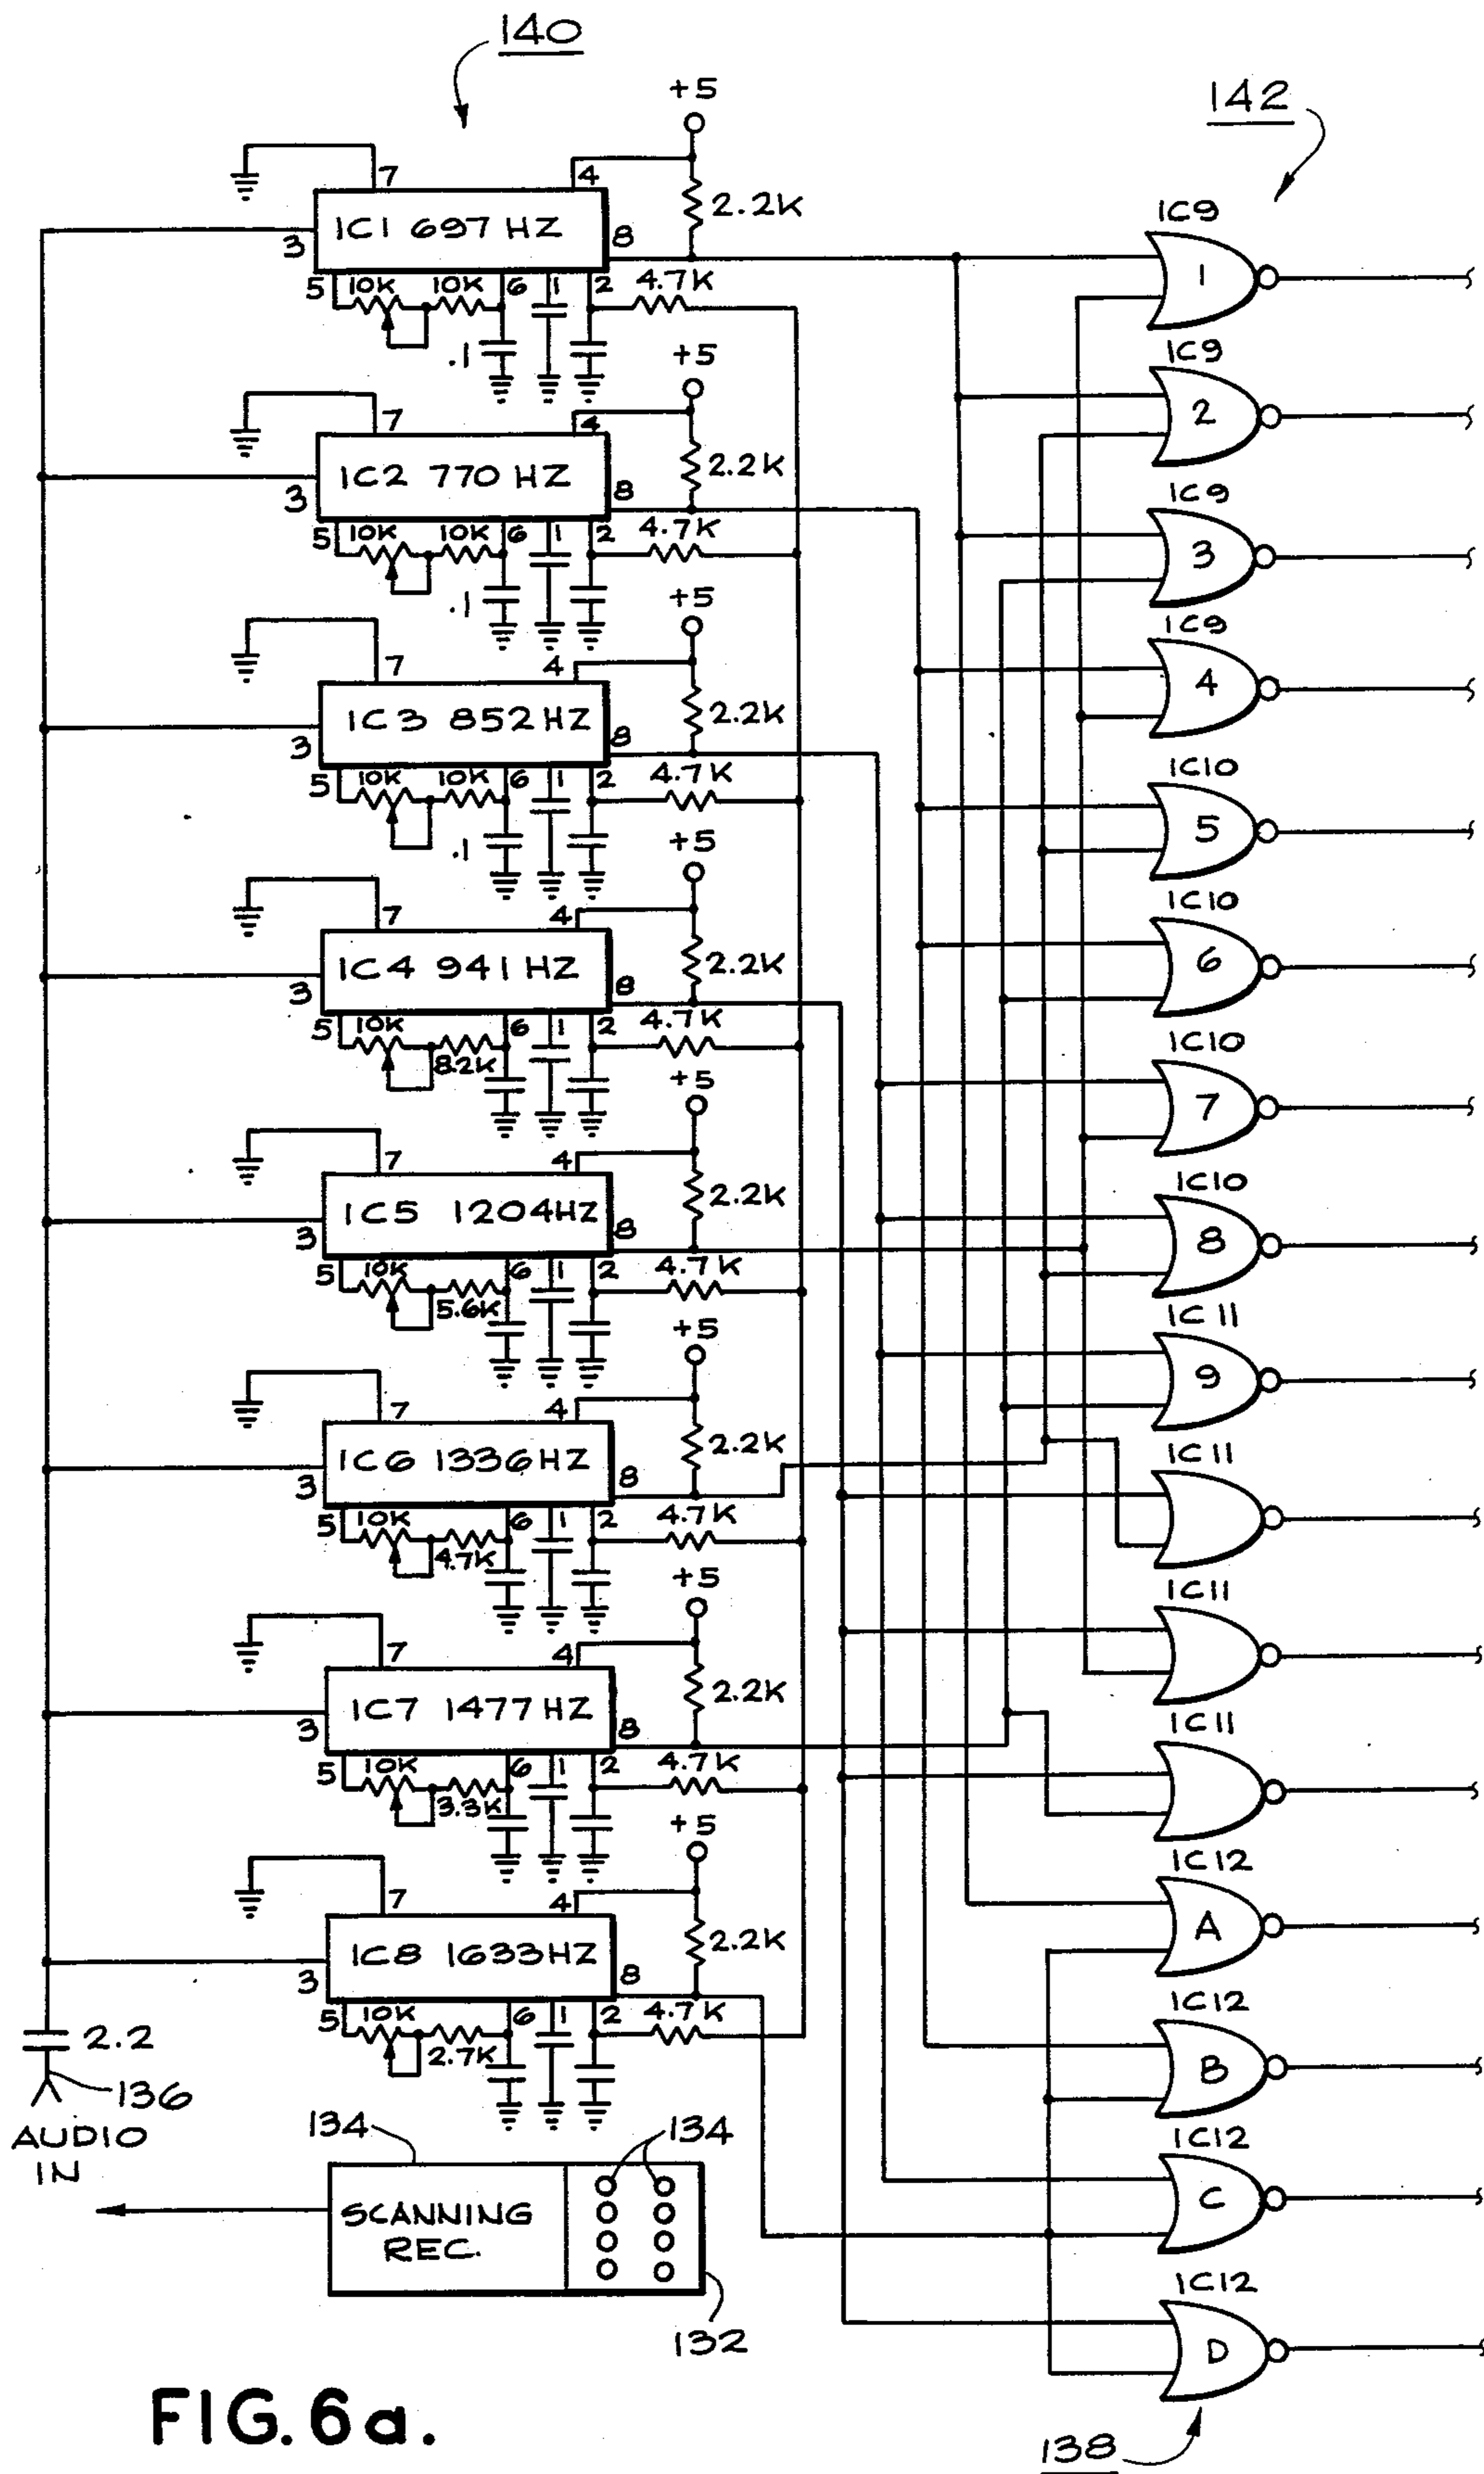 140
142
+5
7
4
2.2K
IC1 697 HZ
3
8
5
10K
10K
6
1
2
4.7K
.1
+5
7
4
2.2K
IC2 770 HZ
3
8
5
10K
10K
6
1
2
4.7K
.1
+5
7
4
2.2K
IC3 852 HZ
3
8
5
10K
10K
6
1
2
4.7K
.1
+5
7
4
2.2K
IC4 941 HZ
3
8
5
10K
8.2K
6
1
2
4.7K
+5
7
4
2.2K
IC5 1204HZ
3
8
5
10K
5.6K
6
1
2
4.7K
+5
7
4
2.2K
IC6 1336HZ
3
8
5
10K
4.7K
6
1
2
4.7K
+5
7
4
2.2K
IC7 1477HZ
3
8
5
10K
3.3K
6
1
2
4.7K
+5
7
4
2.2K
IC8 1633HZ
3
8
5
10K
2.7K
6
1
2
4.7K
2.2
136
AUDIO
IN
134
134
SCANNING
REC.
132
IC9
1
IC9
2
IC9
3
IC9
4
IC10
5
IC10
6
IC10
7
IC10
8
IC11
9
IC11
IC11
IC11
IC12
A
IC12
B
IC12
C
IC12
D
138
FIG. 6a.